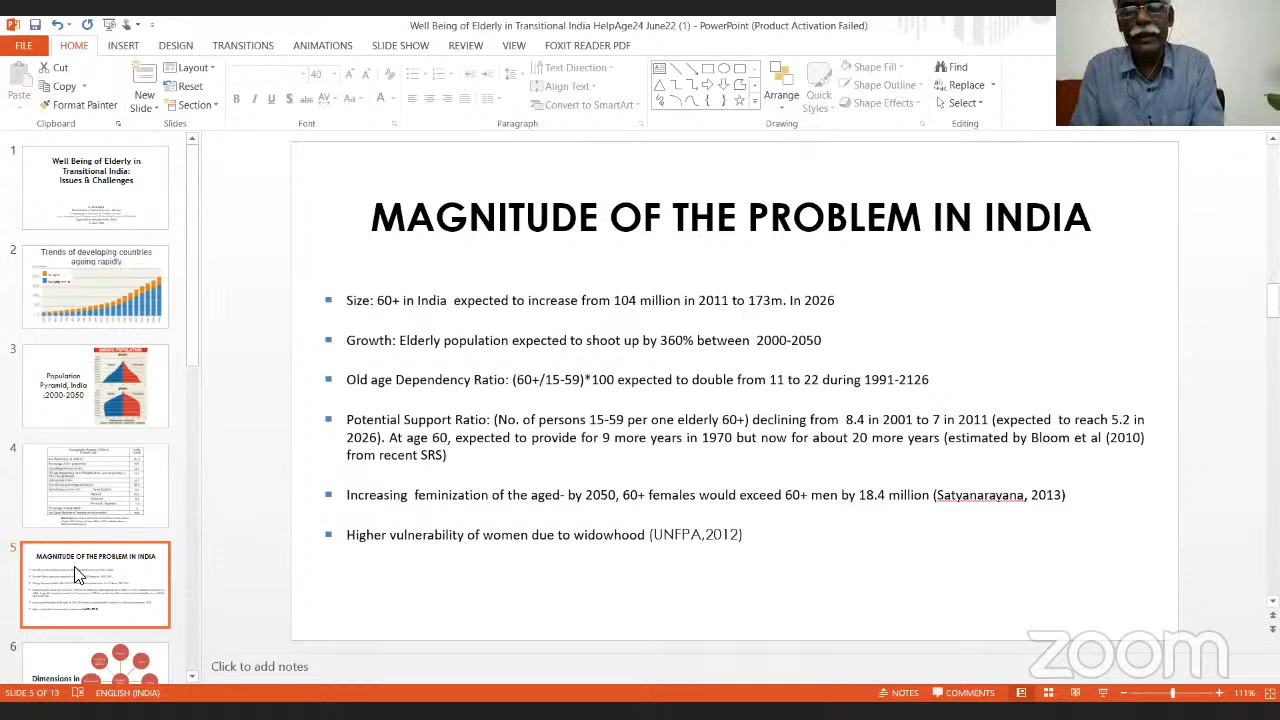 Well Being of Elderly in Transitional India HelpAge24 June22 (1) - PowerPoint (Product Activation Failed)
FILE HOME INSERT DESIGN TRANSITIONS ANIMATIONS SLIDE SHOW REVIEW VIEW FOXIT READER PDF
Paste
Cut
Copy
Format Painter
Clipboard
New
Slide
Layout
Reset
Section
Slides
40
B I U S abc AV Aa A
Font
Text Direction
Align Text
Convert to SmartArt
Paragraph
Arrange
Quick
Styles
Shape Fill
Shape Outline
Shape Effects
Drawing
Find
Replace
Select
Editing
1
Well Being of Elderly in
Transitional India:
Issues & Challenges
2
Trends of developing countries
ageing rapidly
3
Population
Pyramid, India
:2000-2050
4
5
MAGNITUDE OF THE PROBLEM IN INDIA
6
Dimensions in
MAGNITUDE OF THE PROBLEM IN INDIA
Size: 60+ in India expected to increase from 104 million in 2011 to 173m. In 2026
Growth: Elderly population expected to shoot up by 360% between 2000-2050
Old age Dependency Ratio: (60+/15-59)*100 expected to double from 11 to 22 during 1991-2126
Potential Support Ratio: (No. of persons 15-59 per one elderly 60+) declining from 8.4 in 2001 to 7 in 2011 (expected to reach 5.2 in
2026). At age 60, expected to provide for 9 more years in 1970 but now for about 20 more years (estimated by Bloom et al (2010)
from recent SRS)
Increasing feminization of the aged- by 2050, 60+ females would exceed 60+ men by 18.4 million (Satyanarayana, 2013)
Higher vulnerability of women due to widowhood (UNFPA,2012)
Click to add notes
zoom
SLIDE 5 OF 13 ENGLISH (INDIA) NOTES COMMENTS 111%